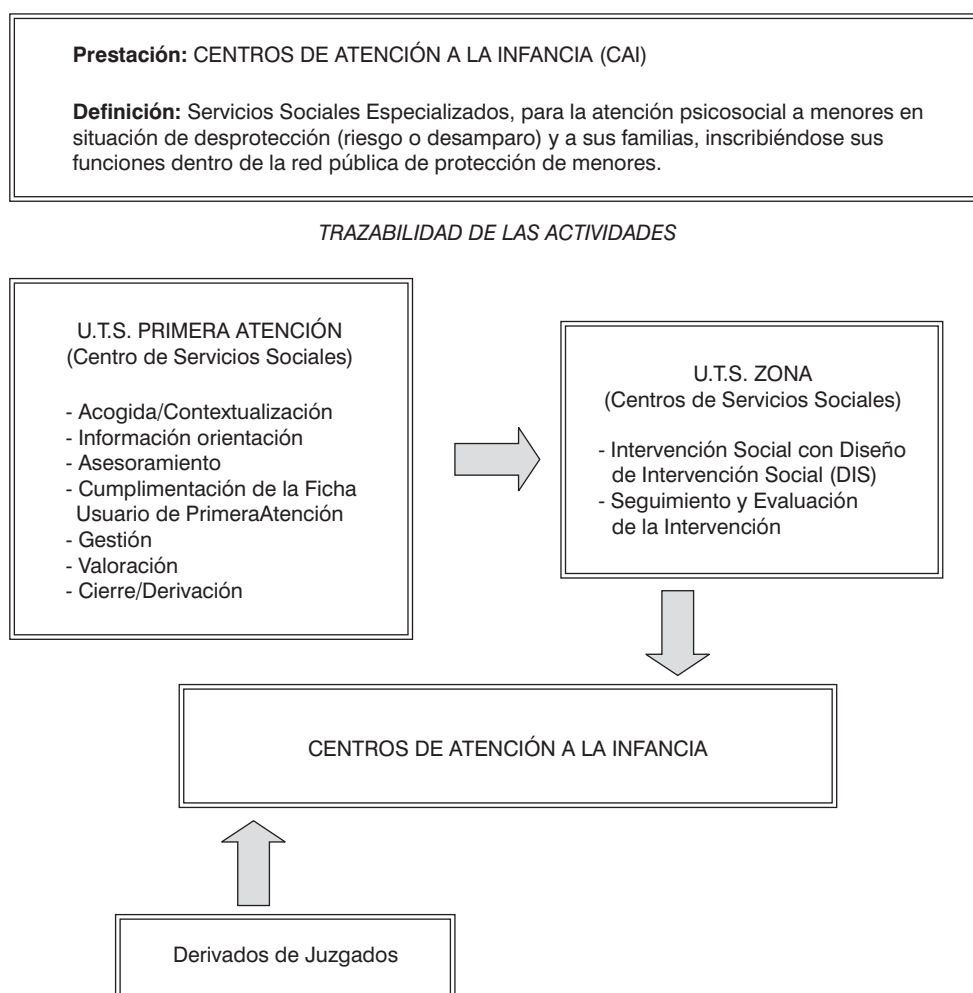 Prestación: CENTROS DE ATENCIÓN A LA INFANCIA (CAI)
Definición: Servicios Sociales Especializados, para la atención psicosocial a menores en
situación de desprotección (riesgo o desamparo) y a sus familias, inscribiéndose sus
funciones dentro de la red pública de protección de menores.
TRAZABILIDAD DE LAS ACTIVIDADES
U.T.S. PRIMERA ATENCIÓN
(Centro de Servicios Sociales)
- Acogida/Contextualización
- Información orientación
- Asesoramiento
- Cumplimentación de la Ficha
Usuario de PrimeraAtención
- Gestión
- Valoración
- Cierre/Derivación
U.T.S. ZONA
(Centros de Servicios Sociales)
- Intervención Social con Diseño
de Intervención Social (DIS)
- Seguimiento y Evaluación
de la Intervención
CENTROS DE ATENCIÓN A LA INFANCIA
Derivados de Juzgados